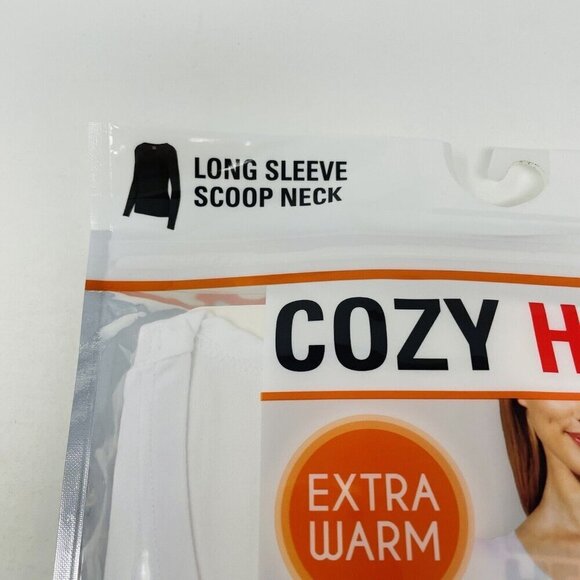 LONG SLEEVE
SCOOP NECK
COZY H
EXTRA
WARM